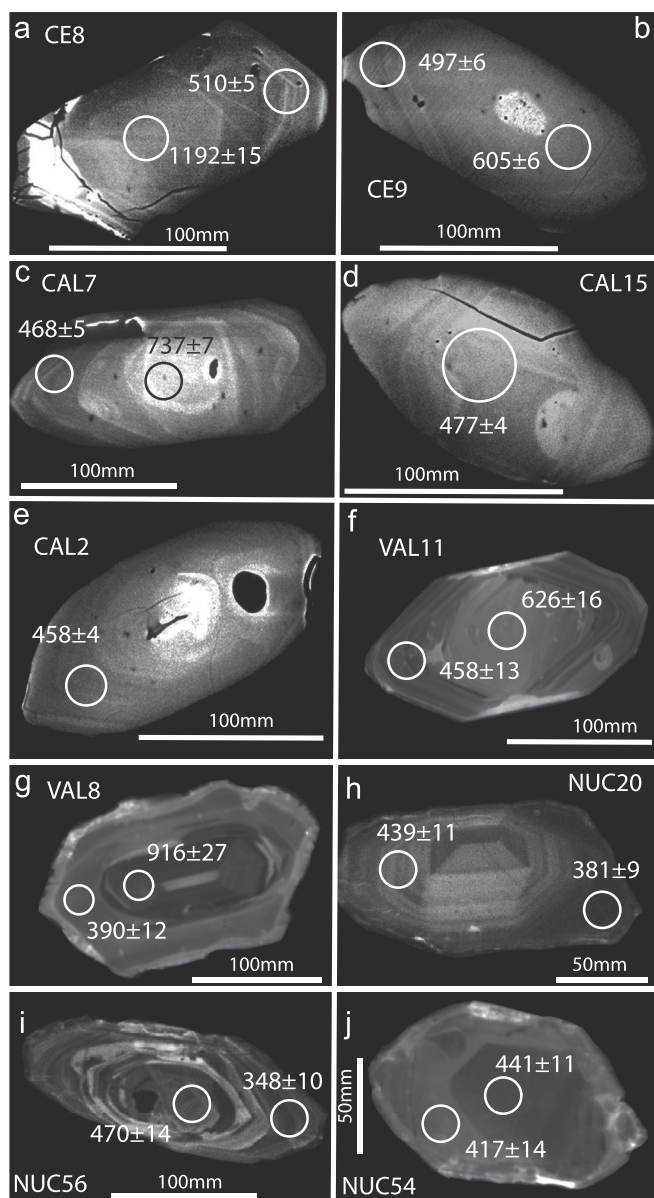 a CE8
510±5
1192±15
100mm
b
497±6
605±6
CE9
100mm
c CAL7
468±5
737±7
100mm
d CAL15
477±4
100mm
e CAL2
458±4
100mm
f VAL11
626±16
458±13
100mm
g VAL8
916±27
390±12
100mm
h NUC20
439±11
381±9
50mm
i
348±10
470±14
NUC56 100mm
j
441±11
50mm
417±14
NUC54